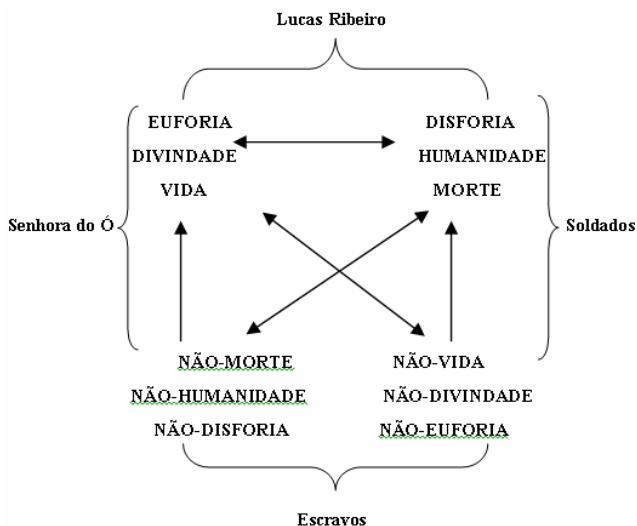 Lucas Ribeiro
EUFORIA
DISFORIA
DIVINDADE
HUMANIDADE
VIDA
MORTE
Senhora do Ó
Soldados
NÃO-MORTE
NÃO-VIDA
NÃO-HUMANIDADE
NÃO-DIVINDADE
NÃO-DISFORIA
NÃO-EUFORIA
Escravos